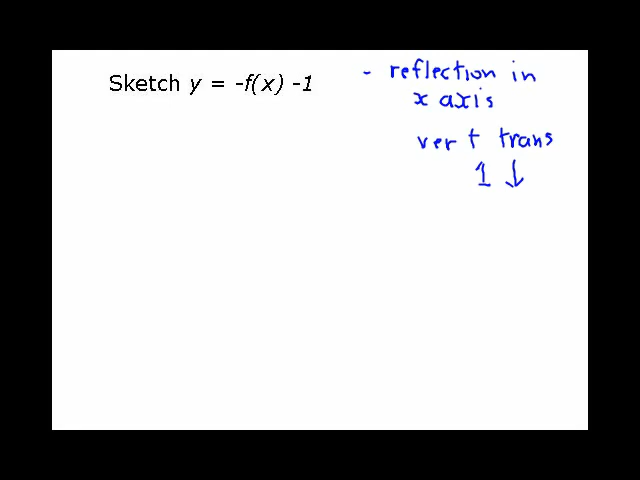 Sketch y = -f(x) -1
- reflection in
x axis
vert trans
1 ↓